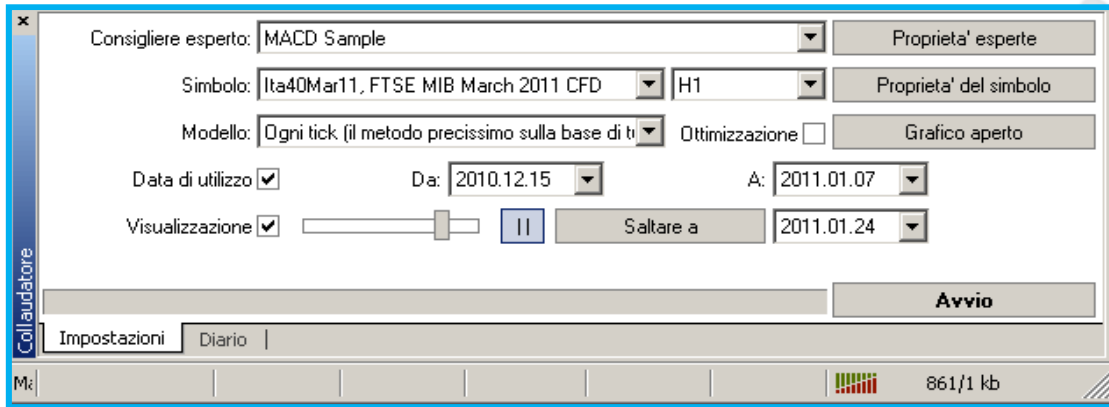 Consigliere esperto: MACD Sample Proprieta' esperte
Simbolo: Ita40Mar11, FTSE MIB March 2011 CFD H1 Proprieta' del simbolo
Modello: Ogni tick (il metodo precissimo sulla base di Ottimizzazione Grafico aperto
Data di utilizzo Da: 2010.12.15 A: 2011.01.07
Visualizzazione Saltare a 2011.01.24
Avvio
Collaudatore
Impostazioni Diario
861/1 kb